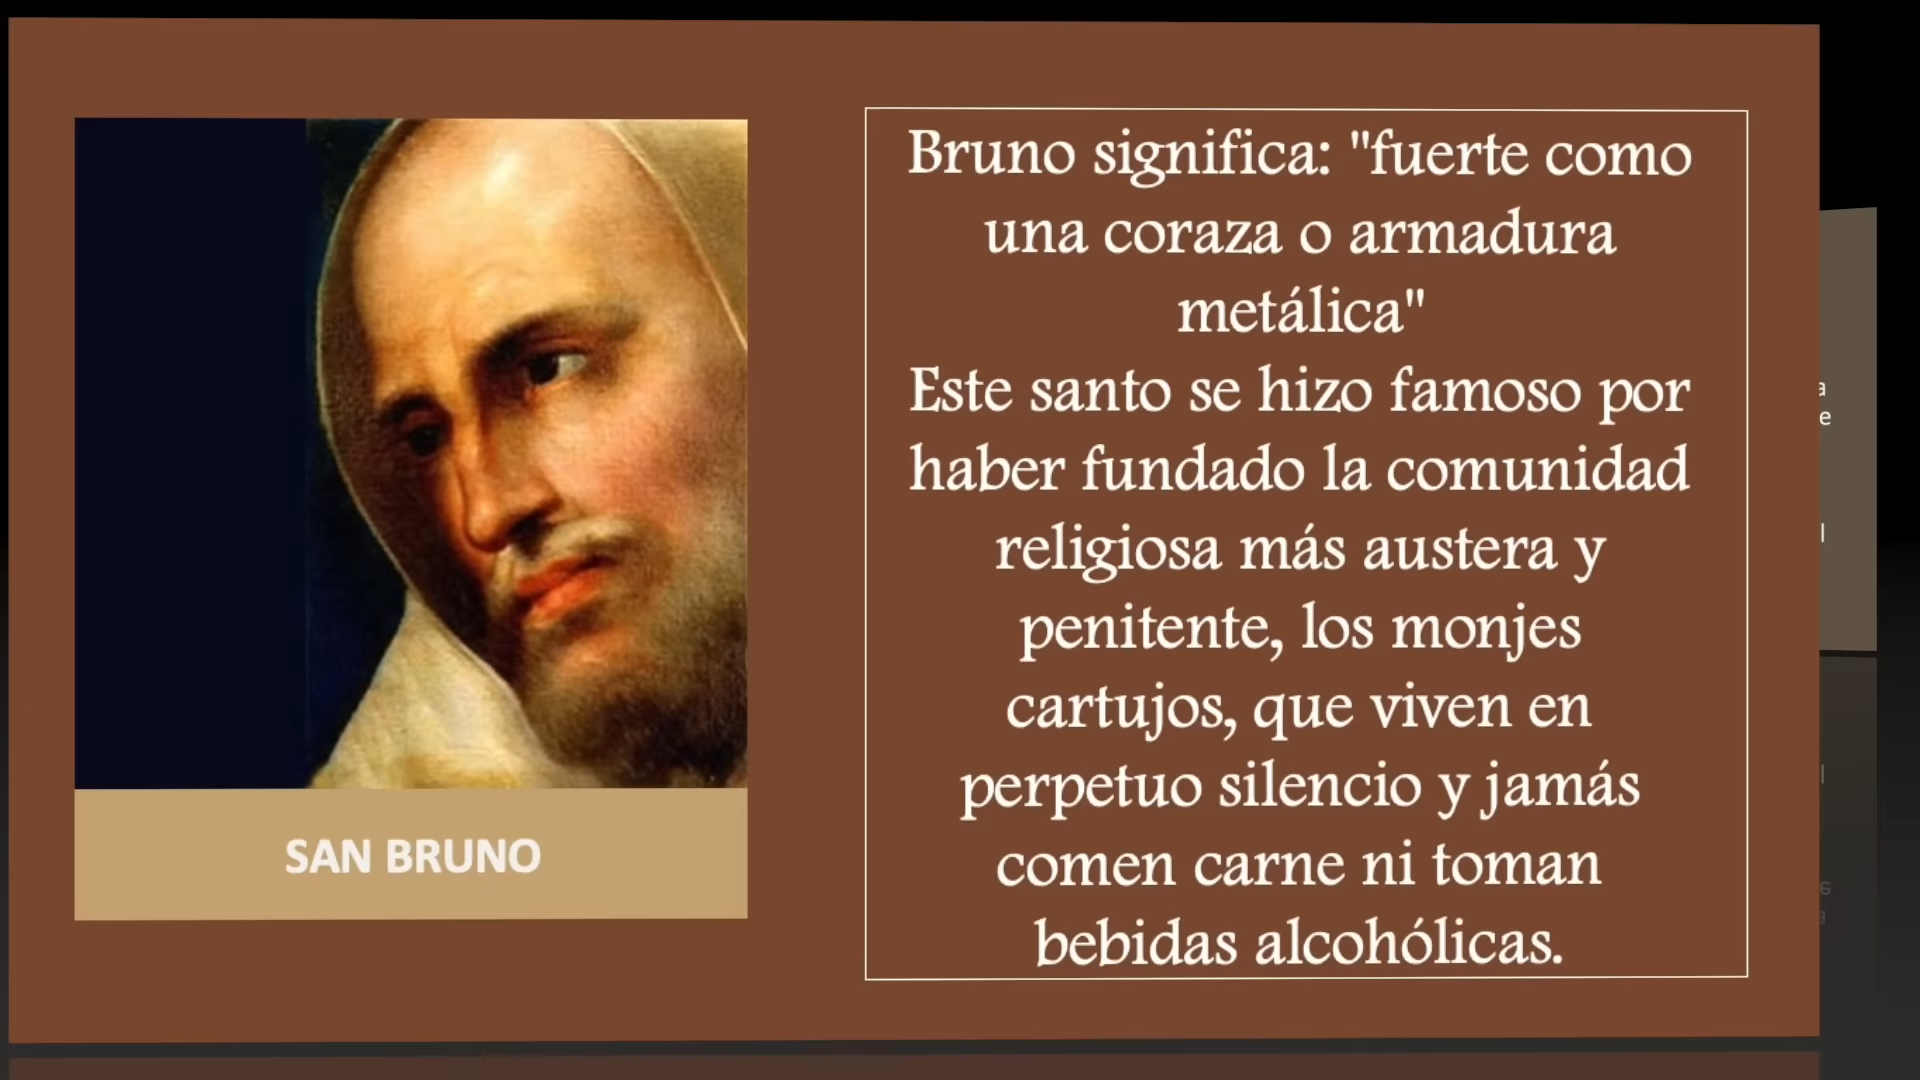 SAN BRUNO
Bruno significa: "fuerte como
una coraza o armadura
metálica"
Este santo se hizo famoso por
haber fundado la comunidad
religiosa más austera y
penitente, los monjes
cartujos, que viven en
perpetuo silencio y jamás
comen carne ni toman
bebidas alcohólicas.